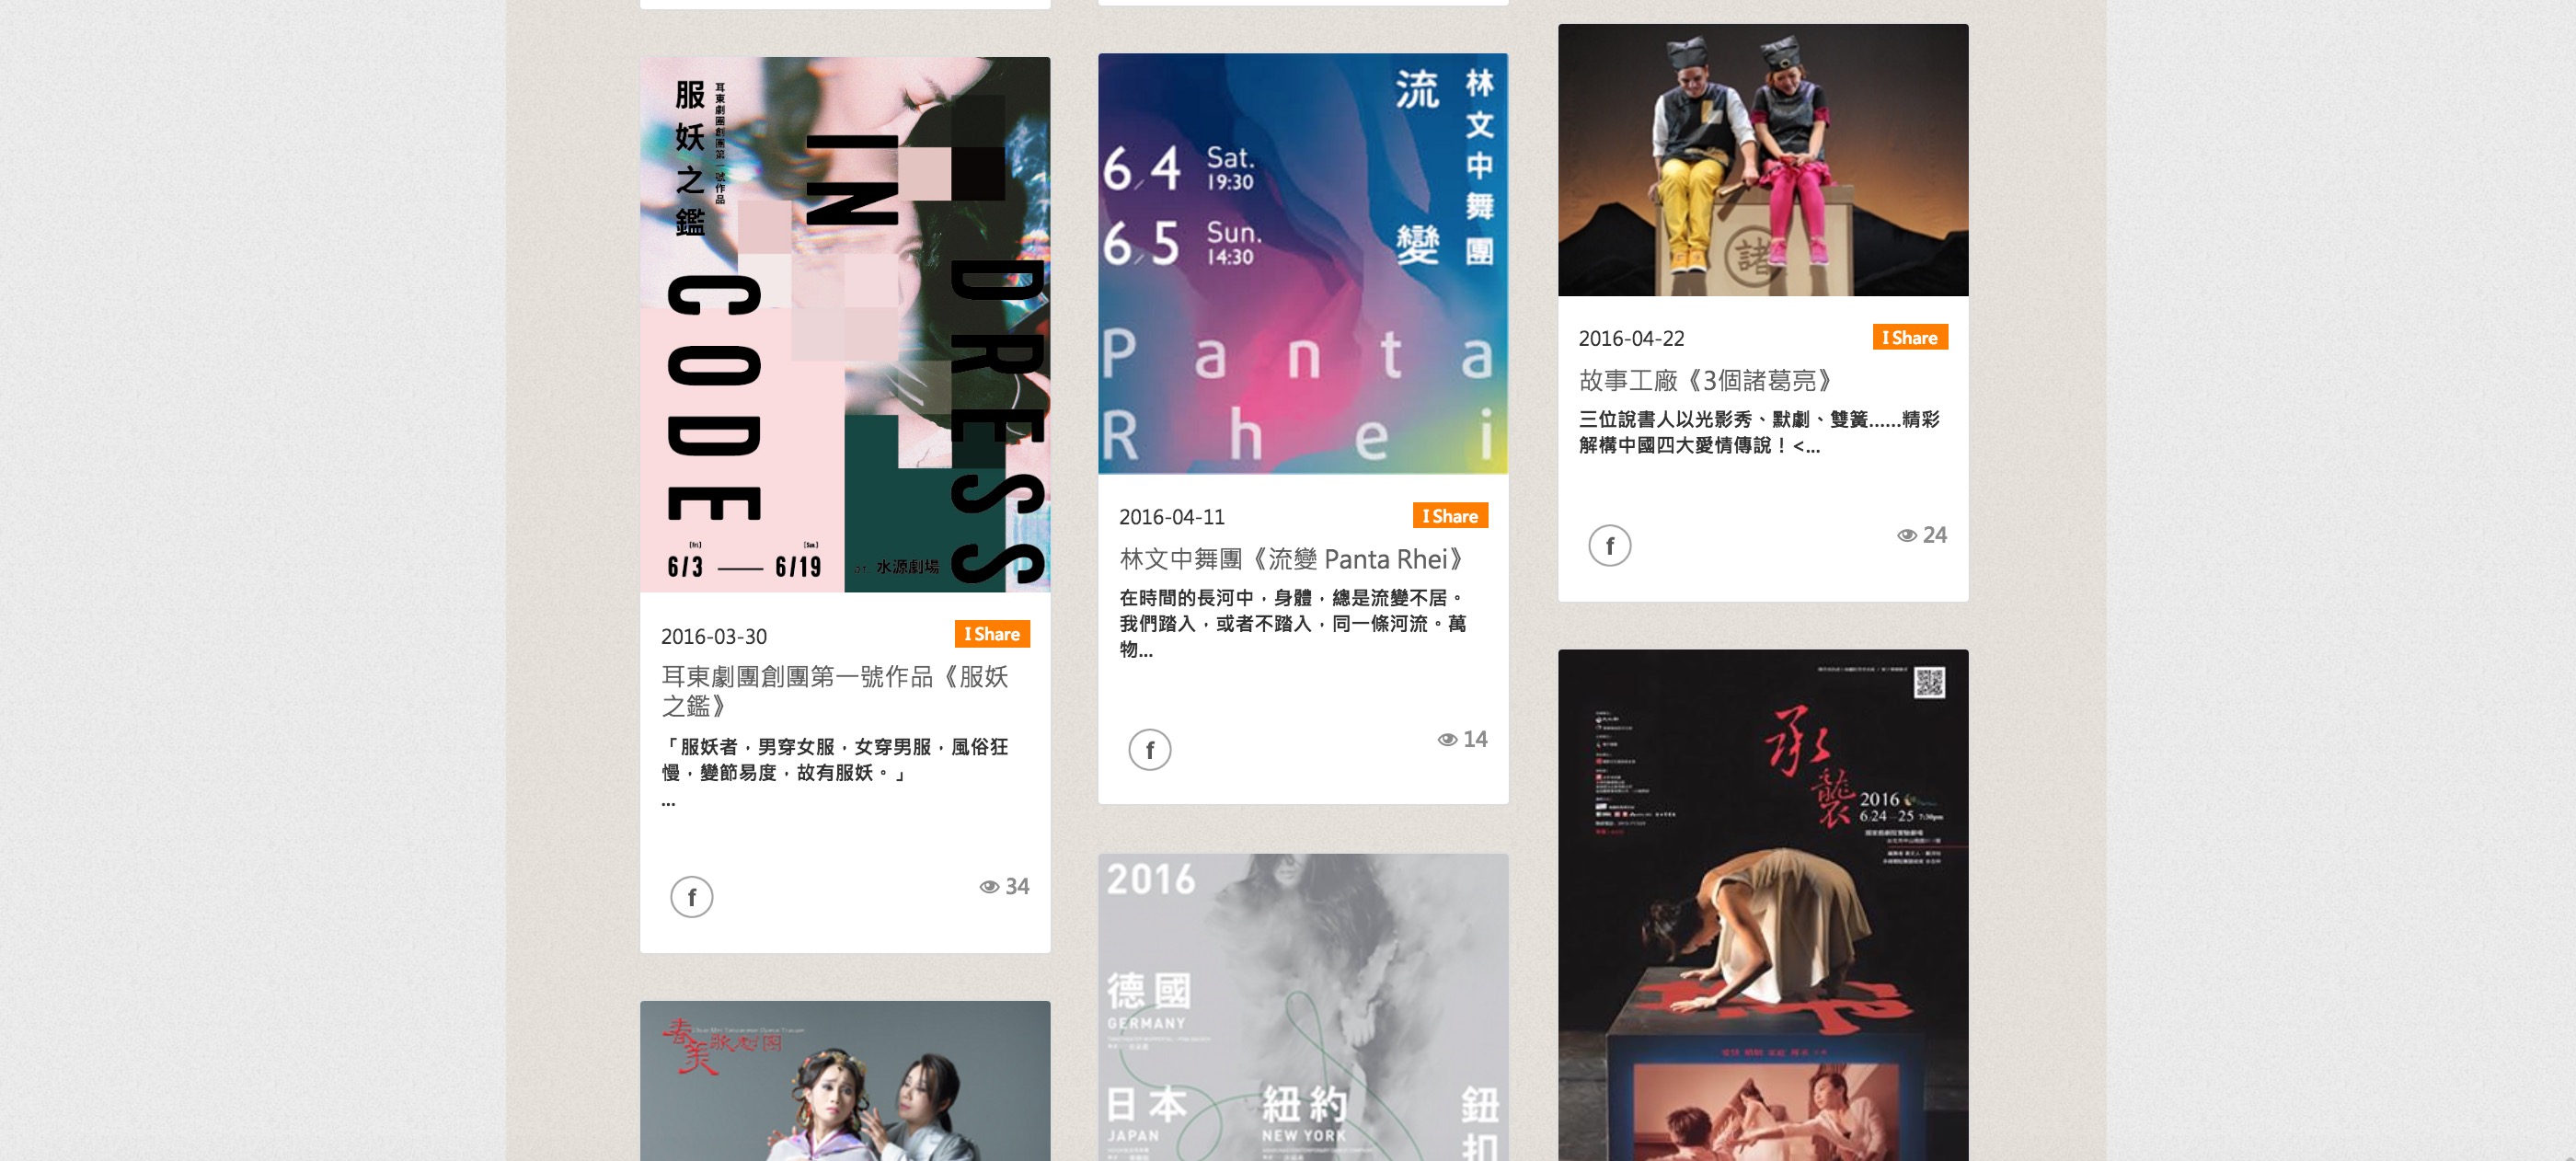 服妖之鑑
耳東劇團創團第一號作品
IN
DRESS
CODE
[Fri] [Sun]
6/3 — 6/19
水源劇場
2016-03-30
I Share
耳東劇團創團第一號作品《服妖
之鑑》
「服妖者，男穿女服，女穿男服，風俗狂
慢，變節易度，故有服妖。」
...
f
34
春美歌劇團
林文中舞團
流變
6/4 Sat. 19:30
6/5 Sun. 14:30
Panta
Rhei
2016-04-11
I Share
林文中舞團《流變 Panta Rhei》
在時間的長河中，身體，總是流變不居。
我們踏入，或者不踏入，同一條河流。萬
物...
f
14
2016
德國
GERMANY
日本
JAPAN
紐約
NEW YORK
鈕扣
諸
2016-04-22
I Share
故事工廠《3個諸葛亮》
三位說書人以光影秀、默劇、雙簧......精彩
解構中國四大愛情傳說！<...
f
24
承襲
2016
6/24—25 7:30pm